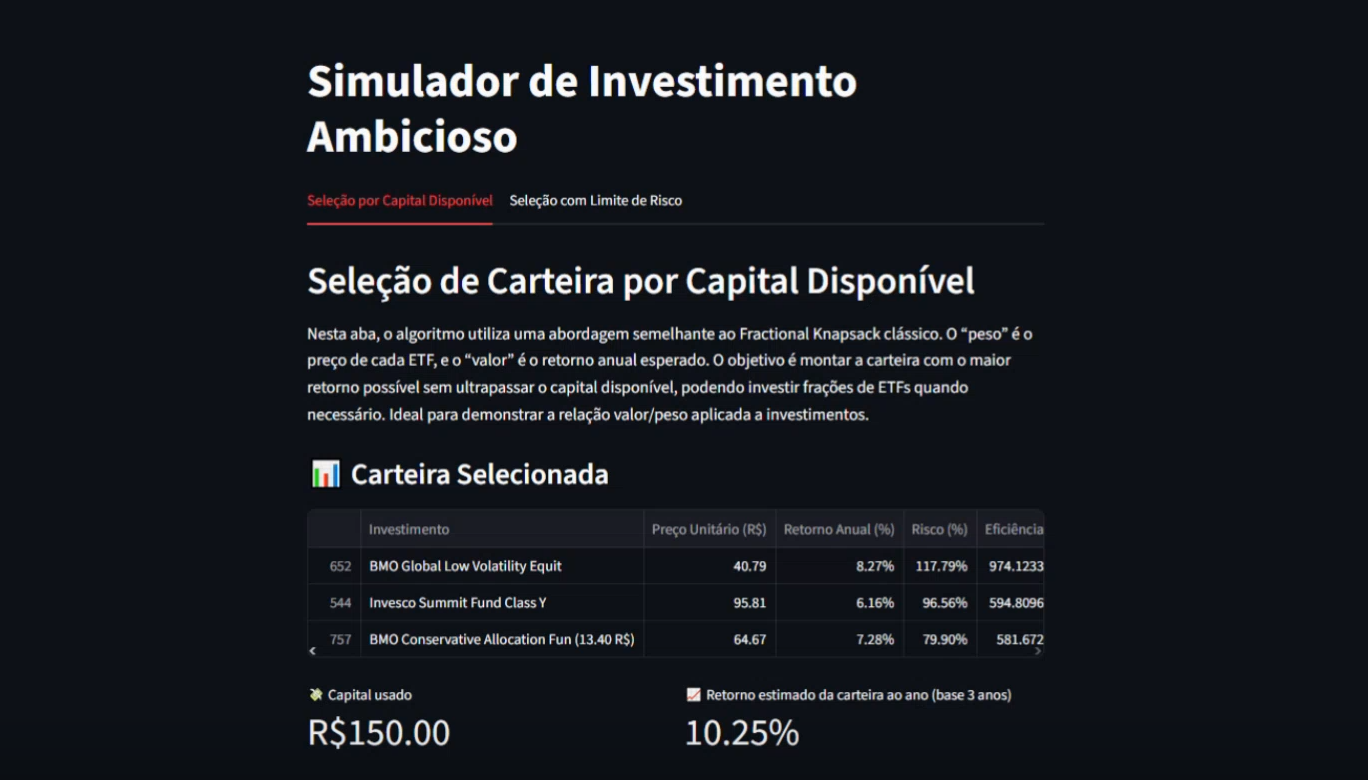 Simulador de Investimento
Ambicioso
Seleção por Capital Disponível Seleção com Limite de Risco
Seleção de Carteira por Capital Disponível
Nesta aba, o algoritmo utiliza uma abordagem semelhante ao Fractional Knapsack clássico. O “peso” é o
preço de cada ETF, e o “valor” é o retorno anual esperado. O objetivo é montar a carteira com o maior
retorno possível sem ultrapassar o capital disponível, podendo investir frações de ETFs quando
necessário. Ideal para demonstrar a relação valor/peso aplicada a investimentos.
Carteira Selecionada
Investimento Preço Unitário (R$) Retorno Anual (%) Risco (%) Eficiência
652 BMO Global Low Volatility Equit 40.79 8.27% 117.79% 974.1233
544 Invesco Summit Fund Class Y 95.81 6.16% 96.56% 594.8096
757 BMO Conservative Allocation Fun (13.40 R$) 64.67 7.28% 79.90% 581.672
Capital usado Retorno estimado da carteira ao ano (base 3 anos)
R$150.00 10.25%